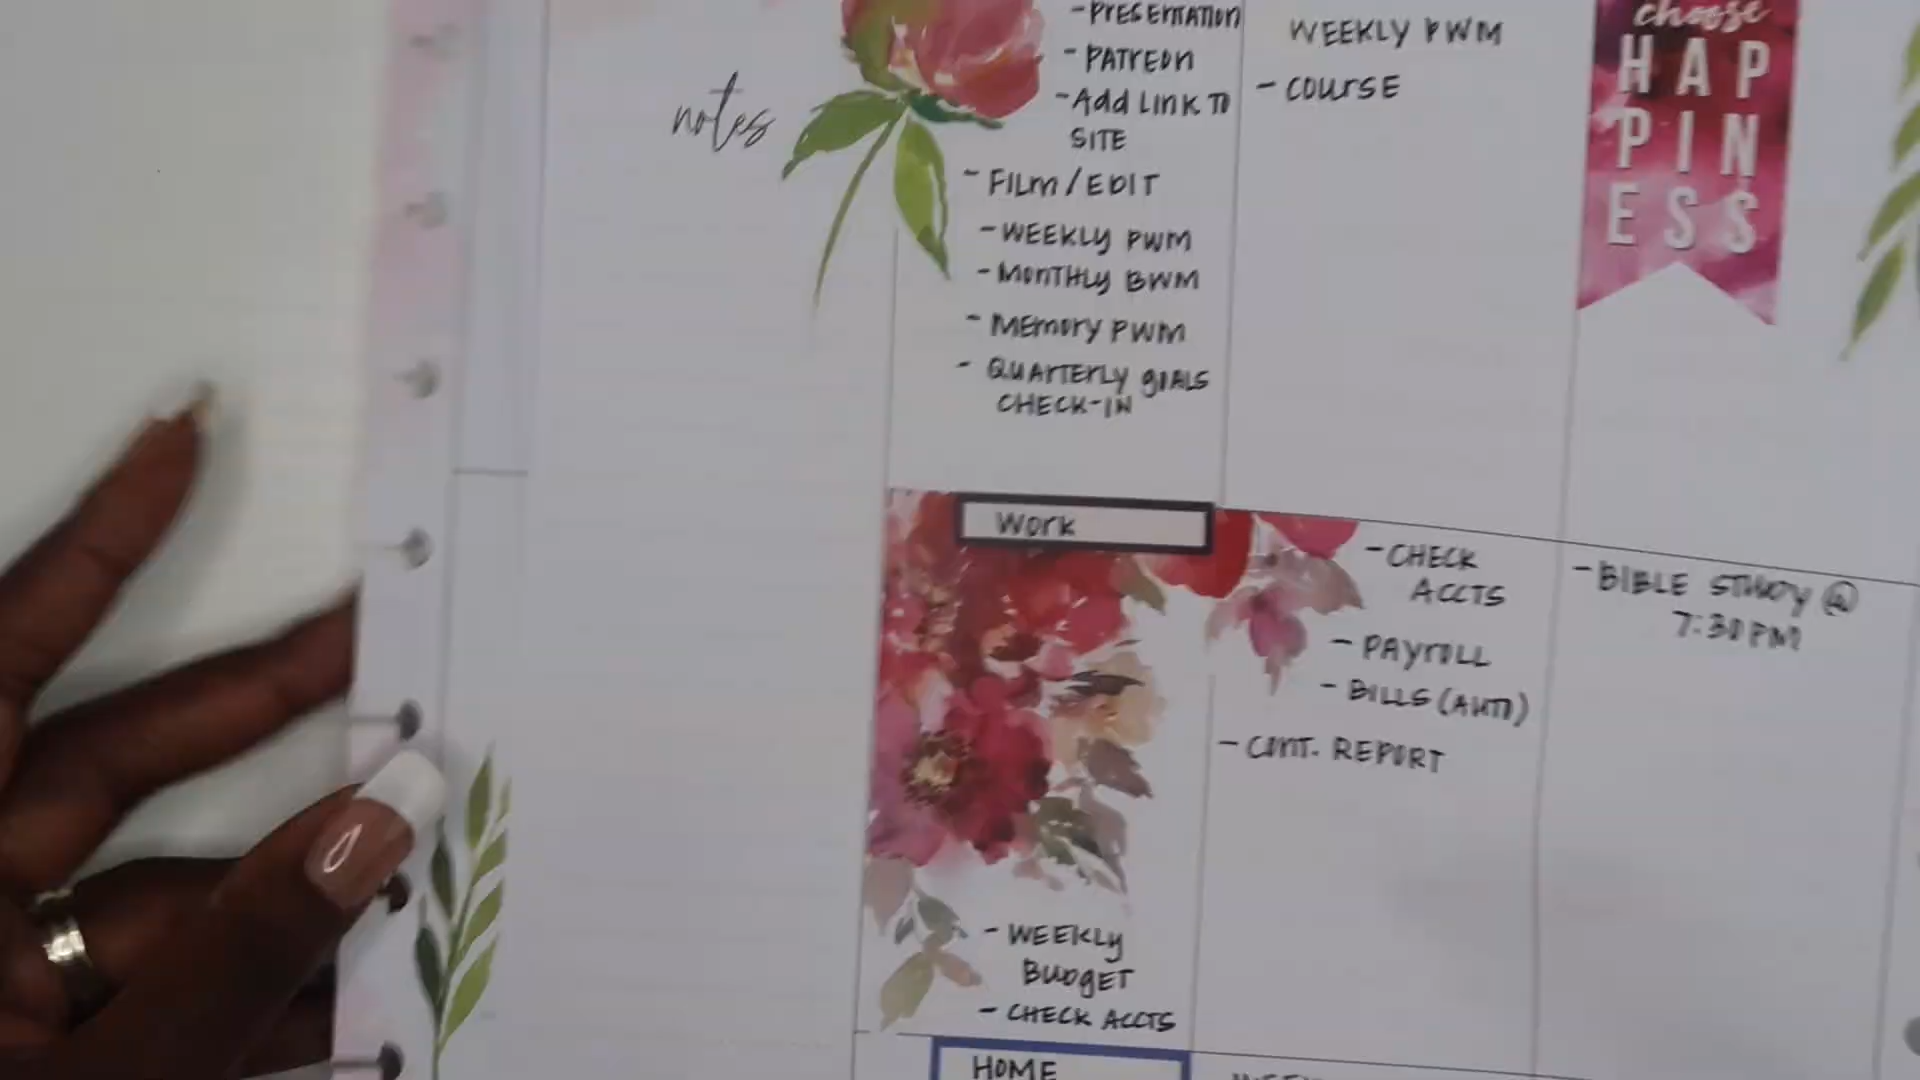 notes
- PRESENTATION
- PATREON
- Add LINK TO
SITE
- FILM/EDIT
- WEEKLY PWM
- MONTHLY BWM
- MEMORY PWM
- QUARTERLY GOALS
CHECK-IN
WEEKLY PWM
- COURSE
choose
HAP
PIN
ESS
Work
- WEEKLY
BUDGET
- CHECK ACCTS
- CHECK
ACCTS
- PAYROLL
- BILLS (AUTO)
- CONT. REPORT
- BIBLE STUDY @
7:30PM
HOME